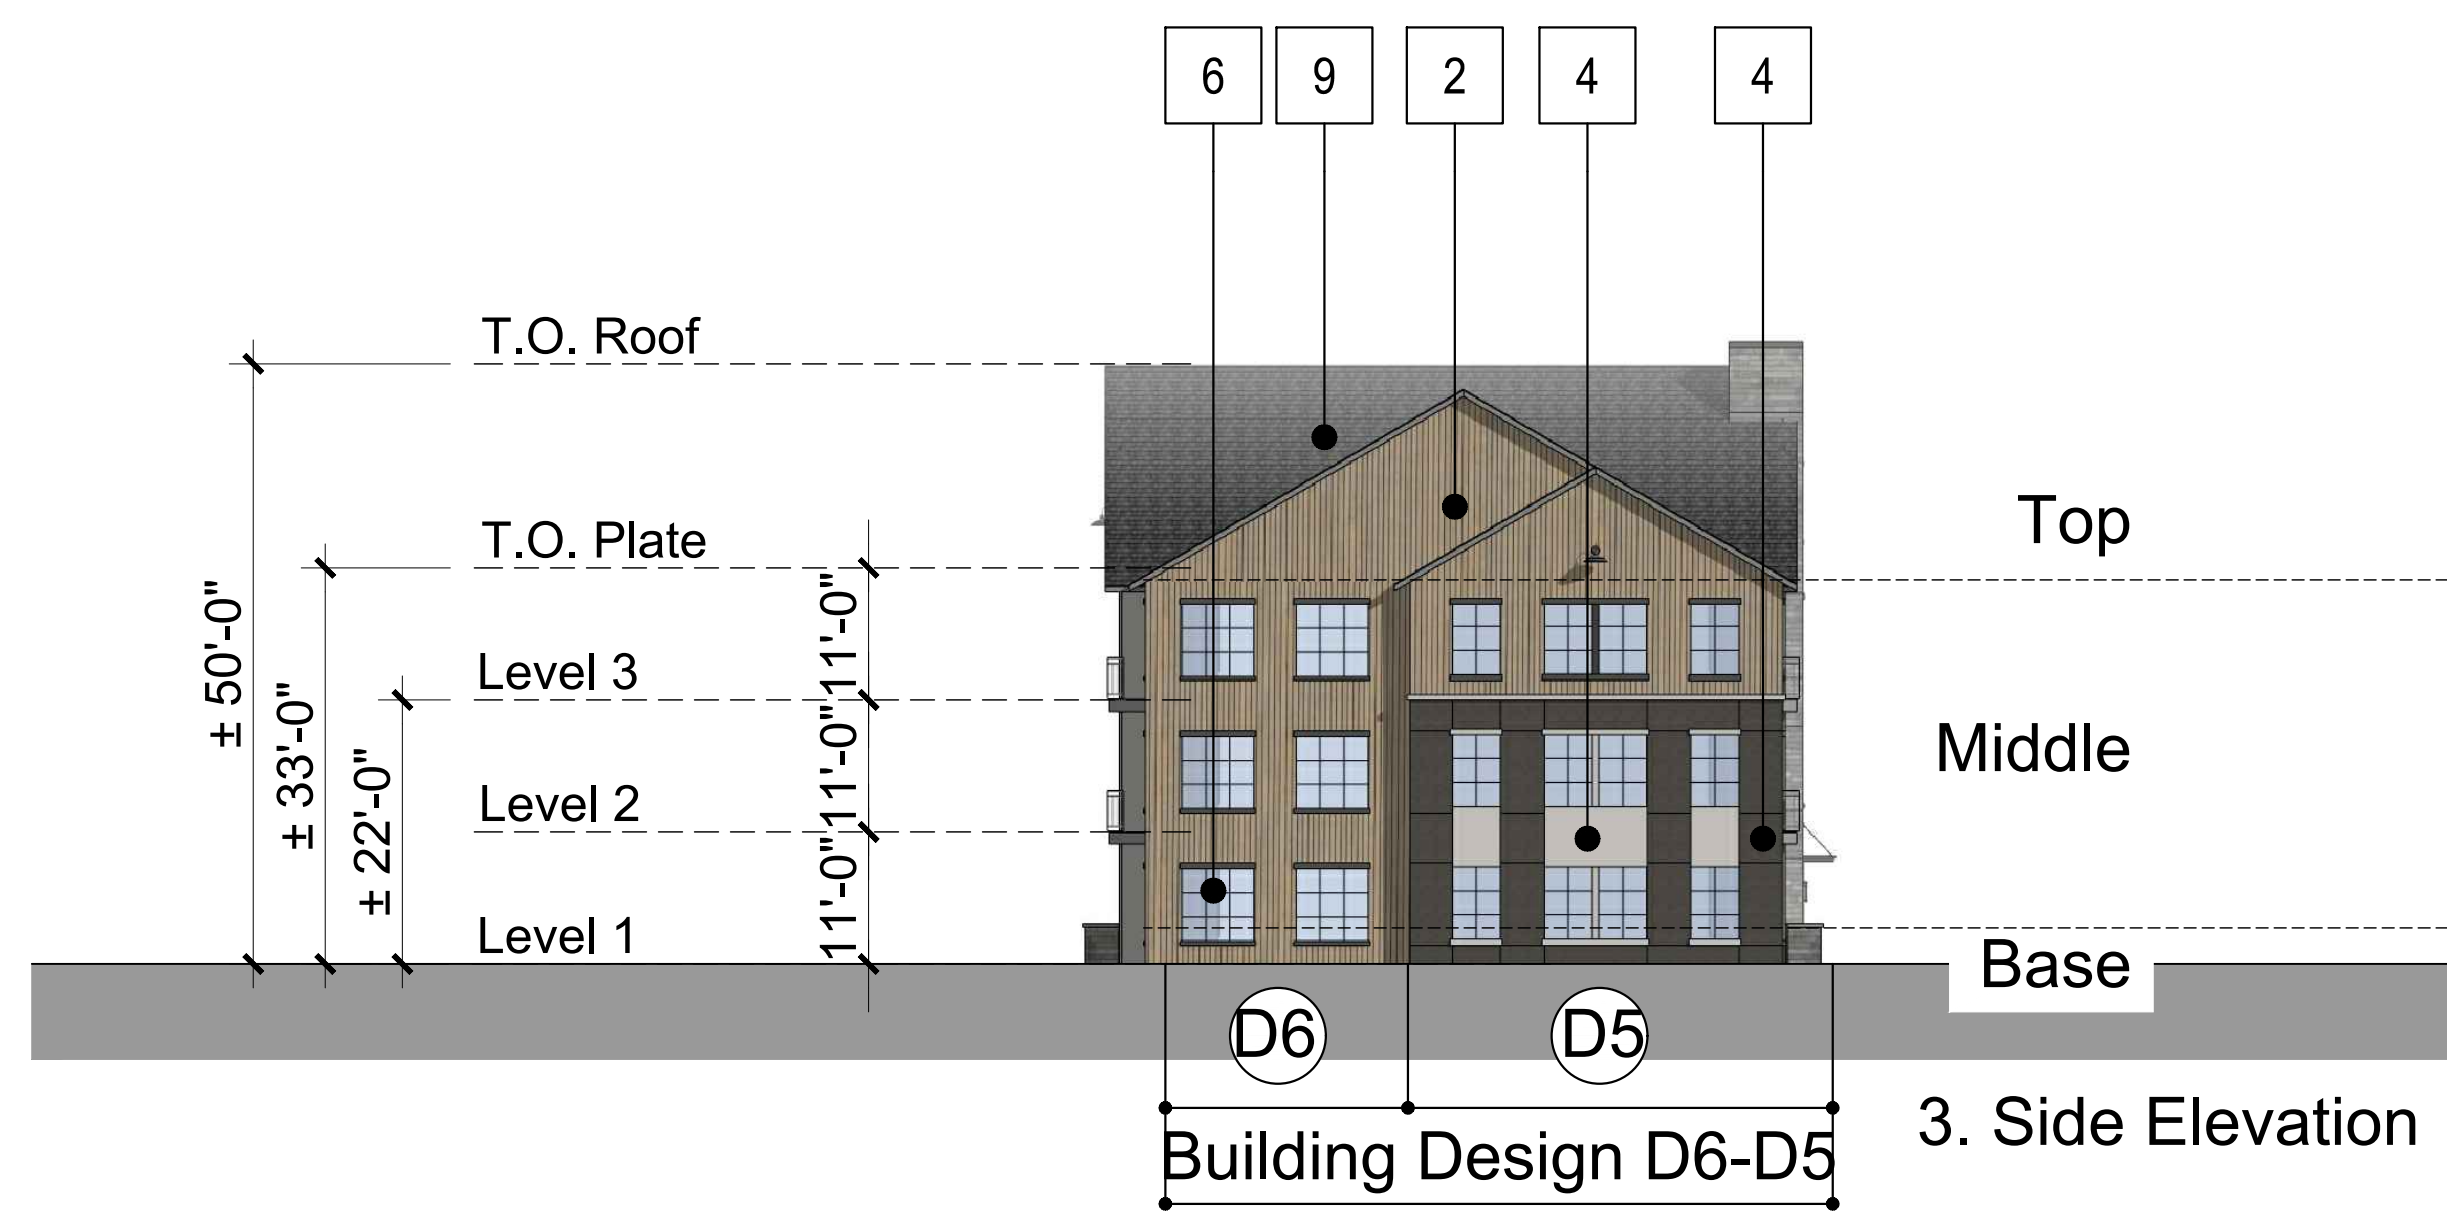 6 9 2 4 4
T.O. Roof
T.O. Plate
Top
Level 3
Middle
Level 2
Level 1
Base
± 50'-0"
± 33'-0"
± 22'-0"
11'-0"
11'-0"
11'-0"
D6 D5
Building Design D6-D5
3. Side Elevation